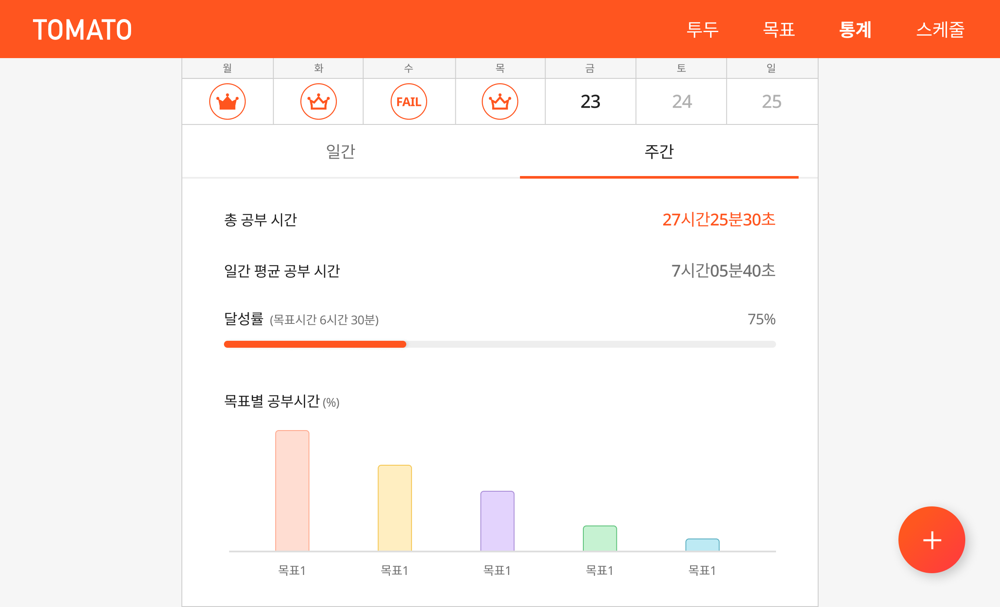 TOMATO 투두 목표 통계 스케줄
월 화 수 목 금 토 일
FAIL 23 24 25
일간 주간
총 공부 시간 27시간25분30초
일간 평균 공부 시간 7시간05분40초
달성률 (목표시간 6시간 30분) 75%
목표별 공부시간 (%)
목표1 목표1 목표1 목표1 목표1